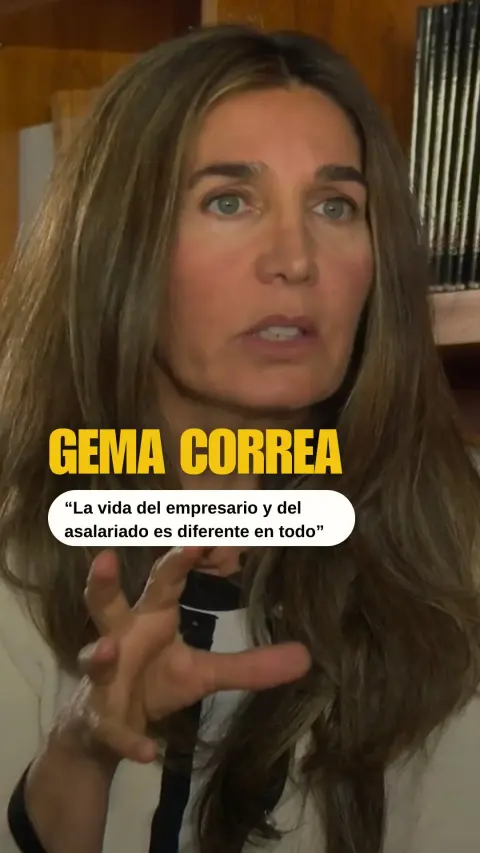 GEMA CORREA
“La vida del empresario y del
asalariado es diferente en todo”